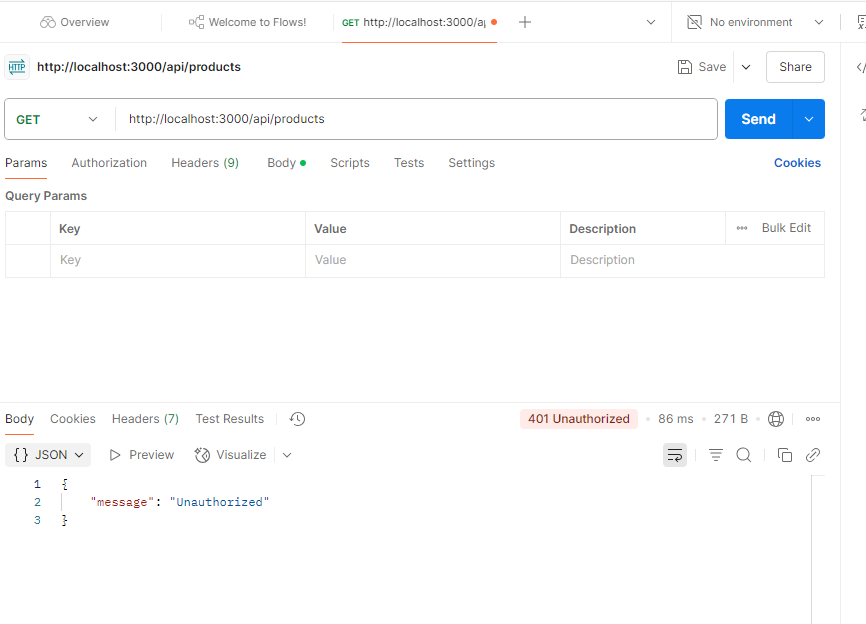 Overview Welcome to Flows! GET http://localhost:3000/a No environment
HTTP http://localhost:3000/api/products Save Share
GET http://localhost:3000/api/products Send
Params Authorization Headers (9) Body Scripts Tests Settings Cookies
Query Params
Key Value Description Bulk Edit
Key Value Description
Body Cookies Headers (7) Test Results 401 Unauthorized 86 ms 271 B
{} JSON Preview Visualize
1 {
2 "message": "Unauthorized"
3 }